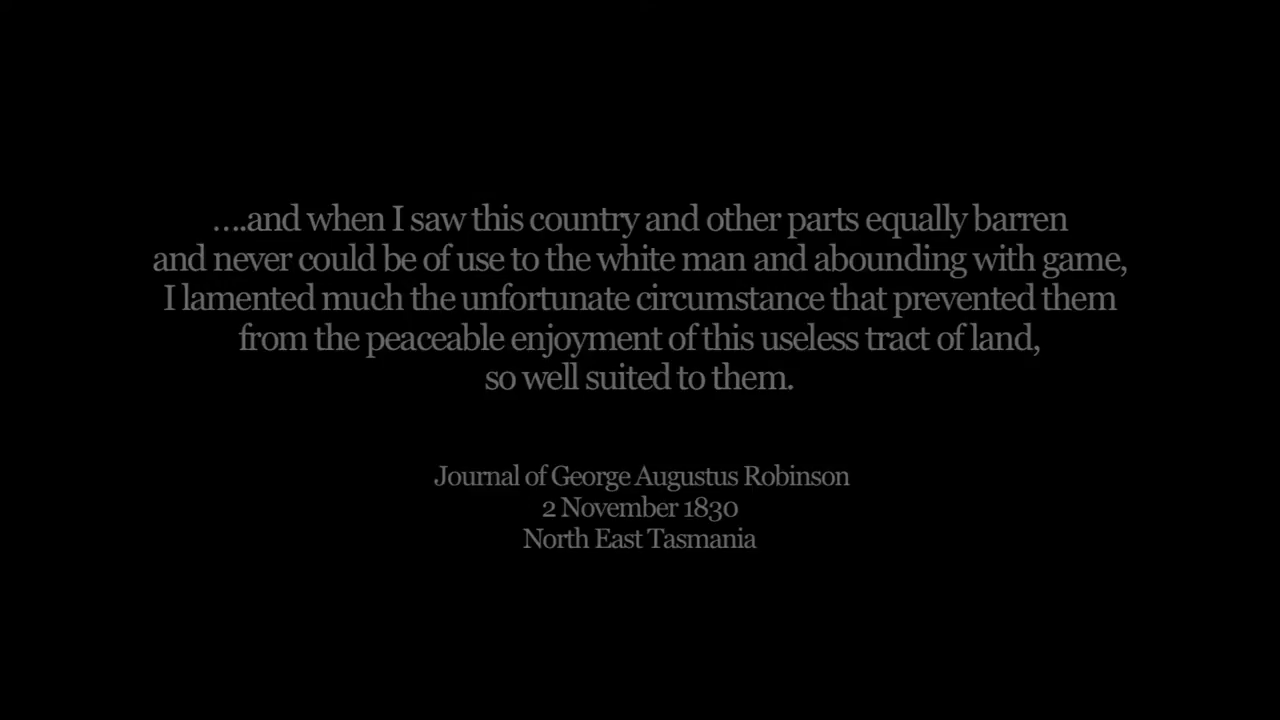 ….and when I saw this country and other parts equally barren
and never could be of use to the white man and abounding with game,
I lamented much the unfortunate circumstance that prevented them
from the peaceable enjoyment of this useless tract of land,
so well suited to them.
Journal of George Augustus Robinson
2 November 1830
North East Tasmania